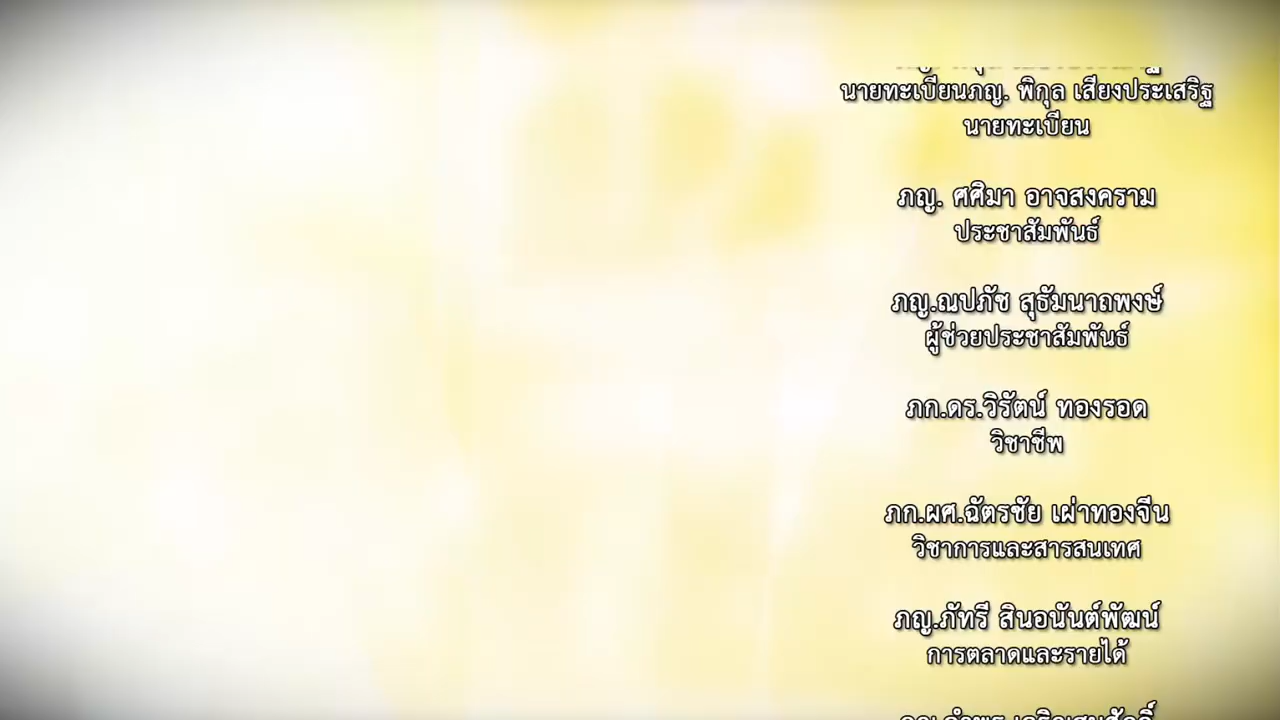 นายทะเบียนภญ. พิกุล เสียงประเสริฐ
นายทะเบียน
ภญ. ศศิมา อาจสงคราม
ประชาสัมพันธ์
ภญ.ณปภัช สุธัมนาถพงษ์
ผู้ช่วยประชาสัมพันธ์
ภก.ดร.วิรัตน์ ทองรอด
วิชาชีพ
ภก.ผศ.ฉัตรชัย เผ่าทองจีน
วิชาการและสารสนเทศ
ภญ.ภัทรี สินอนันต์พัฒน์
การตลาดและรายได้